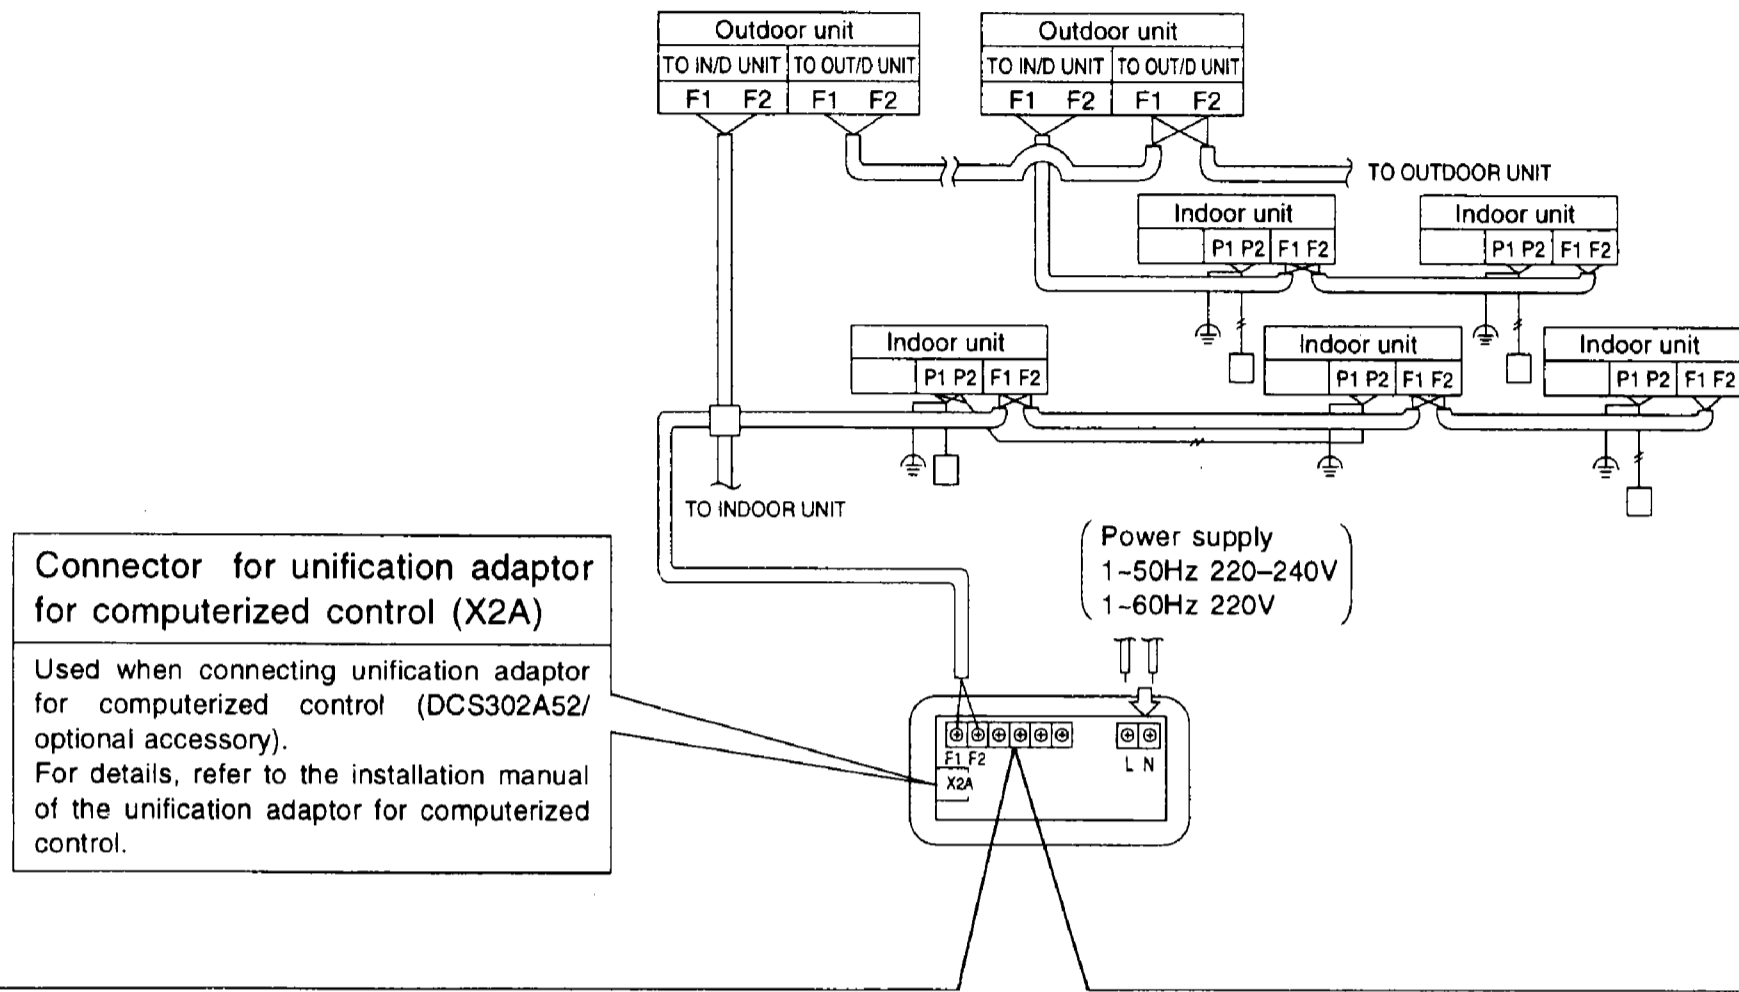 Outdoor unit
TO IN/D UNIT TO OUT/D UNIT
F1 F2 F1 F2
Outdoor unit
TO IN/D UNIT TO OUT/D UNIT
F1 F2 F1 F2
TO OUTDOOR UNIT
Indoor unit
P1 P2 F1 F2
Indoor unit
P1 P2 F1 F2
Indoor unit
P1 P2 F1 F2
Indoor unit
P1 P2 F1 F2
Indoor unit
P1 P2 F1 F2
TO INDOOR UNIT
Power supply
1~50Hz 220–240V
1~60Hz 220V
Connector for unification adaptor
for computerized control (X2A)
Used when connecting unification adaptor
for computerized control (DCS302A52/
optional accessory).
For details, refer to the installation manual
of the unification adaptor for computerized
control.
F1 F2
X2A
L N